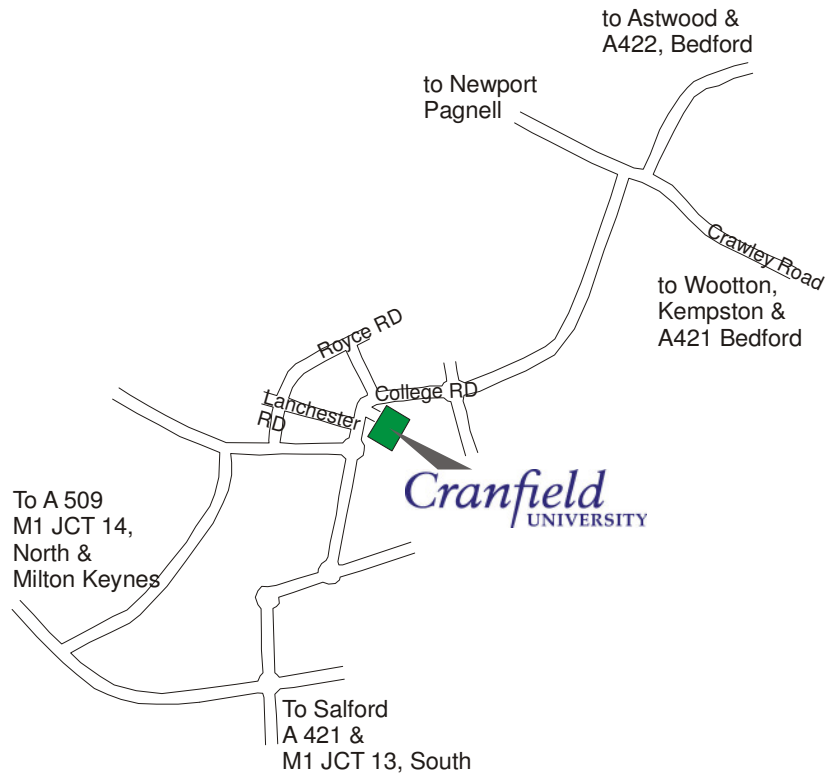 to Astwood &
A422, Bedford
to Newport
Pagnell
Crawley Road
to Wootton,
Kempston &
A421 Bedford
Royce RD
College RD
Lanchester
RD
Cranfield
UNIVERSITY
To A 509
M1 JCT 14,
North &
Milton Keynes
To Salford
A 421 &
M1 JCT 13, South